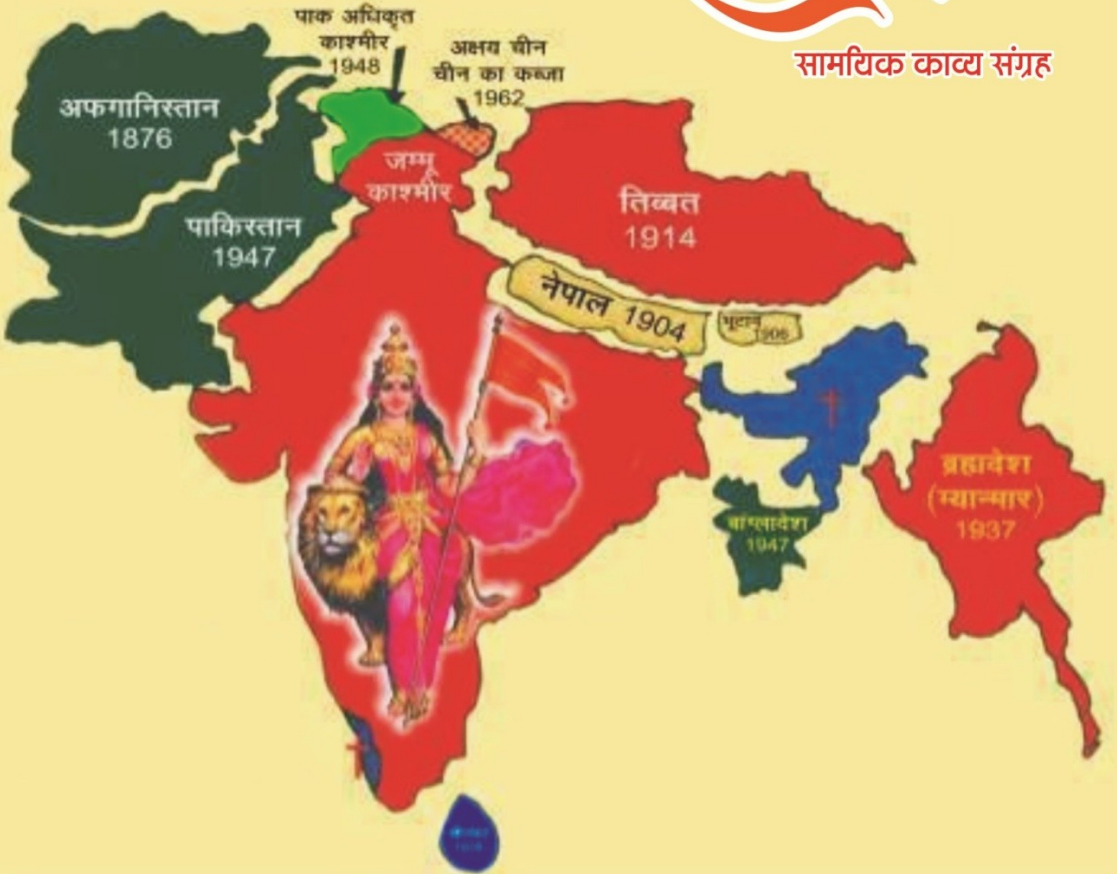 सामयिक काव्य संग्रह
पाक अधिकृत
काश्मीर
1948
अक्षय चीन
चीन का कब्जा
1962
अफगानिस्तान
1876
जम्मू
काश्मीर
तिब्बत
1914
पाकिस्तान
1947
नेपाल 1904
भूटान
1906
ब्रह्मदेश
(म्यान्मार)
1937
बांग्लादेश
1947